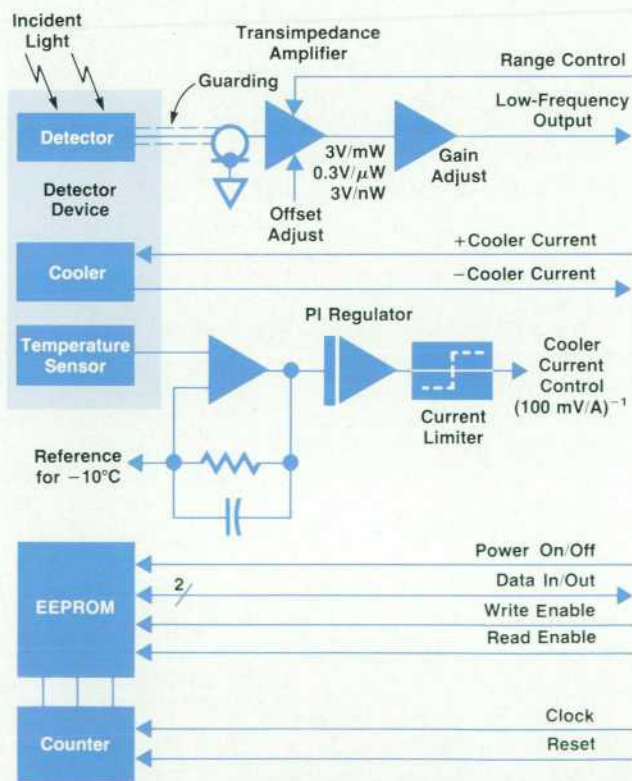 Incident
Light
Transimpedance
Amplifier
Guarding
Range Control
Low-Frequency
Output
Detector
3V/mW
0.3V/μW
3V/nW
Gain
Adjust
Offset
Adjust
Detector
Device
+Cooler Current
Cooler
−Cooler Current
PI Regulator
Temperature
Sensor
Cooler
Current
Control
(100 mV/A)⁻¹
Current
Limiter
Reference
for −10°C
Power On/Off
2
Data In/Out
EEPROM
Write Enable
Read Enable
Clock
Counter
Reset